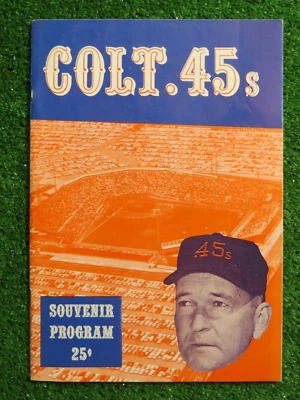 COLT.45s
45s
SOUVENIR
PROGRAM
25¢